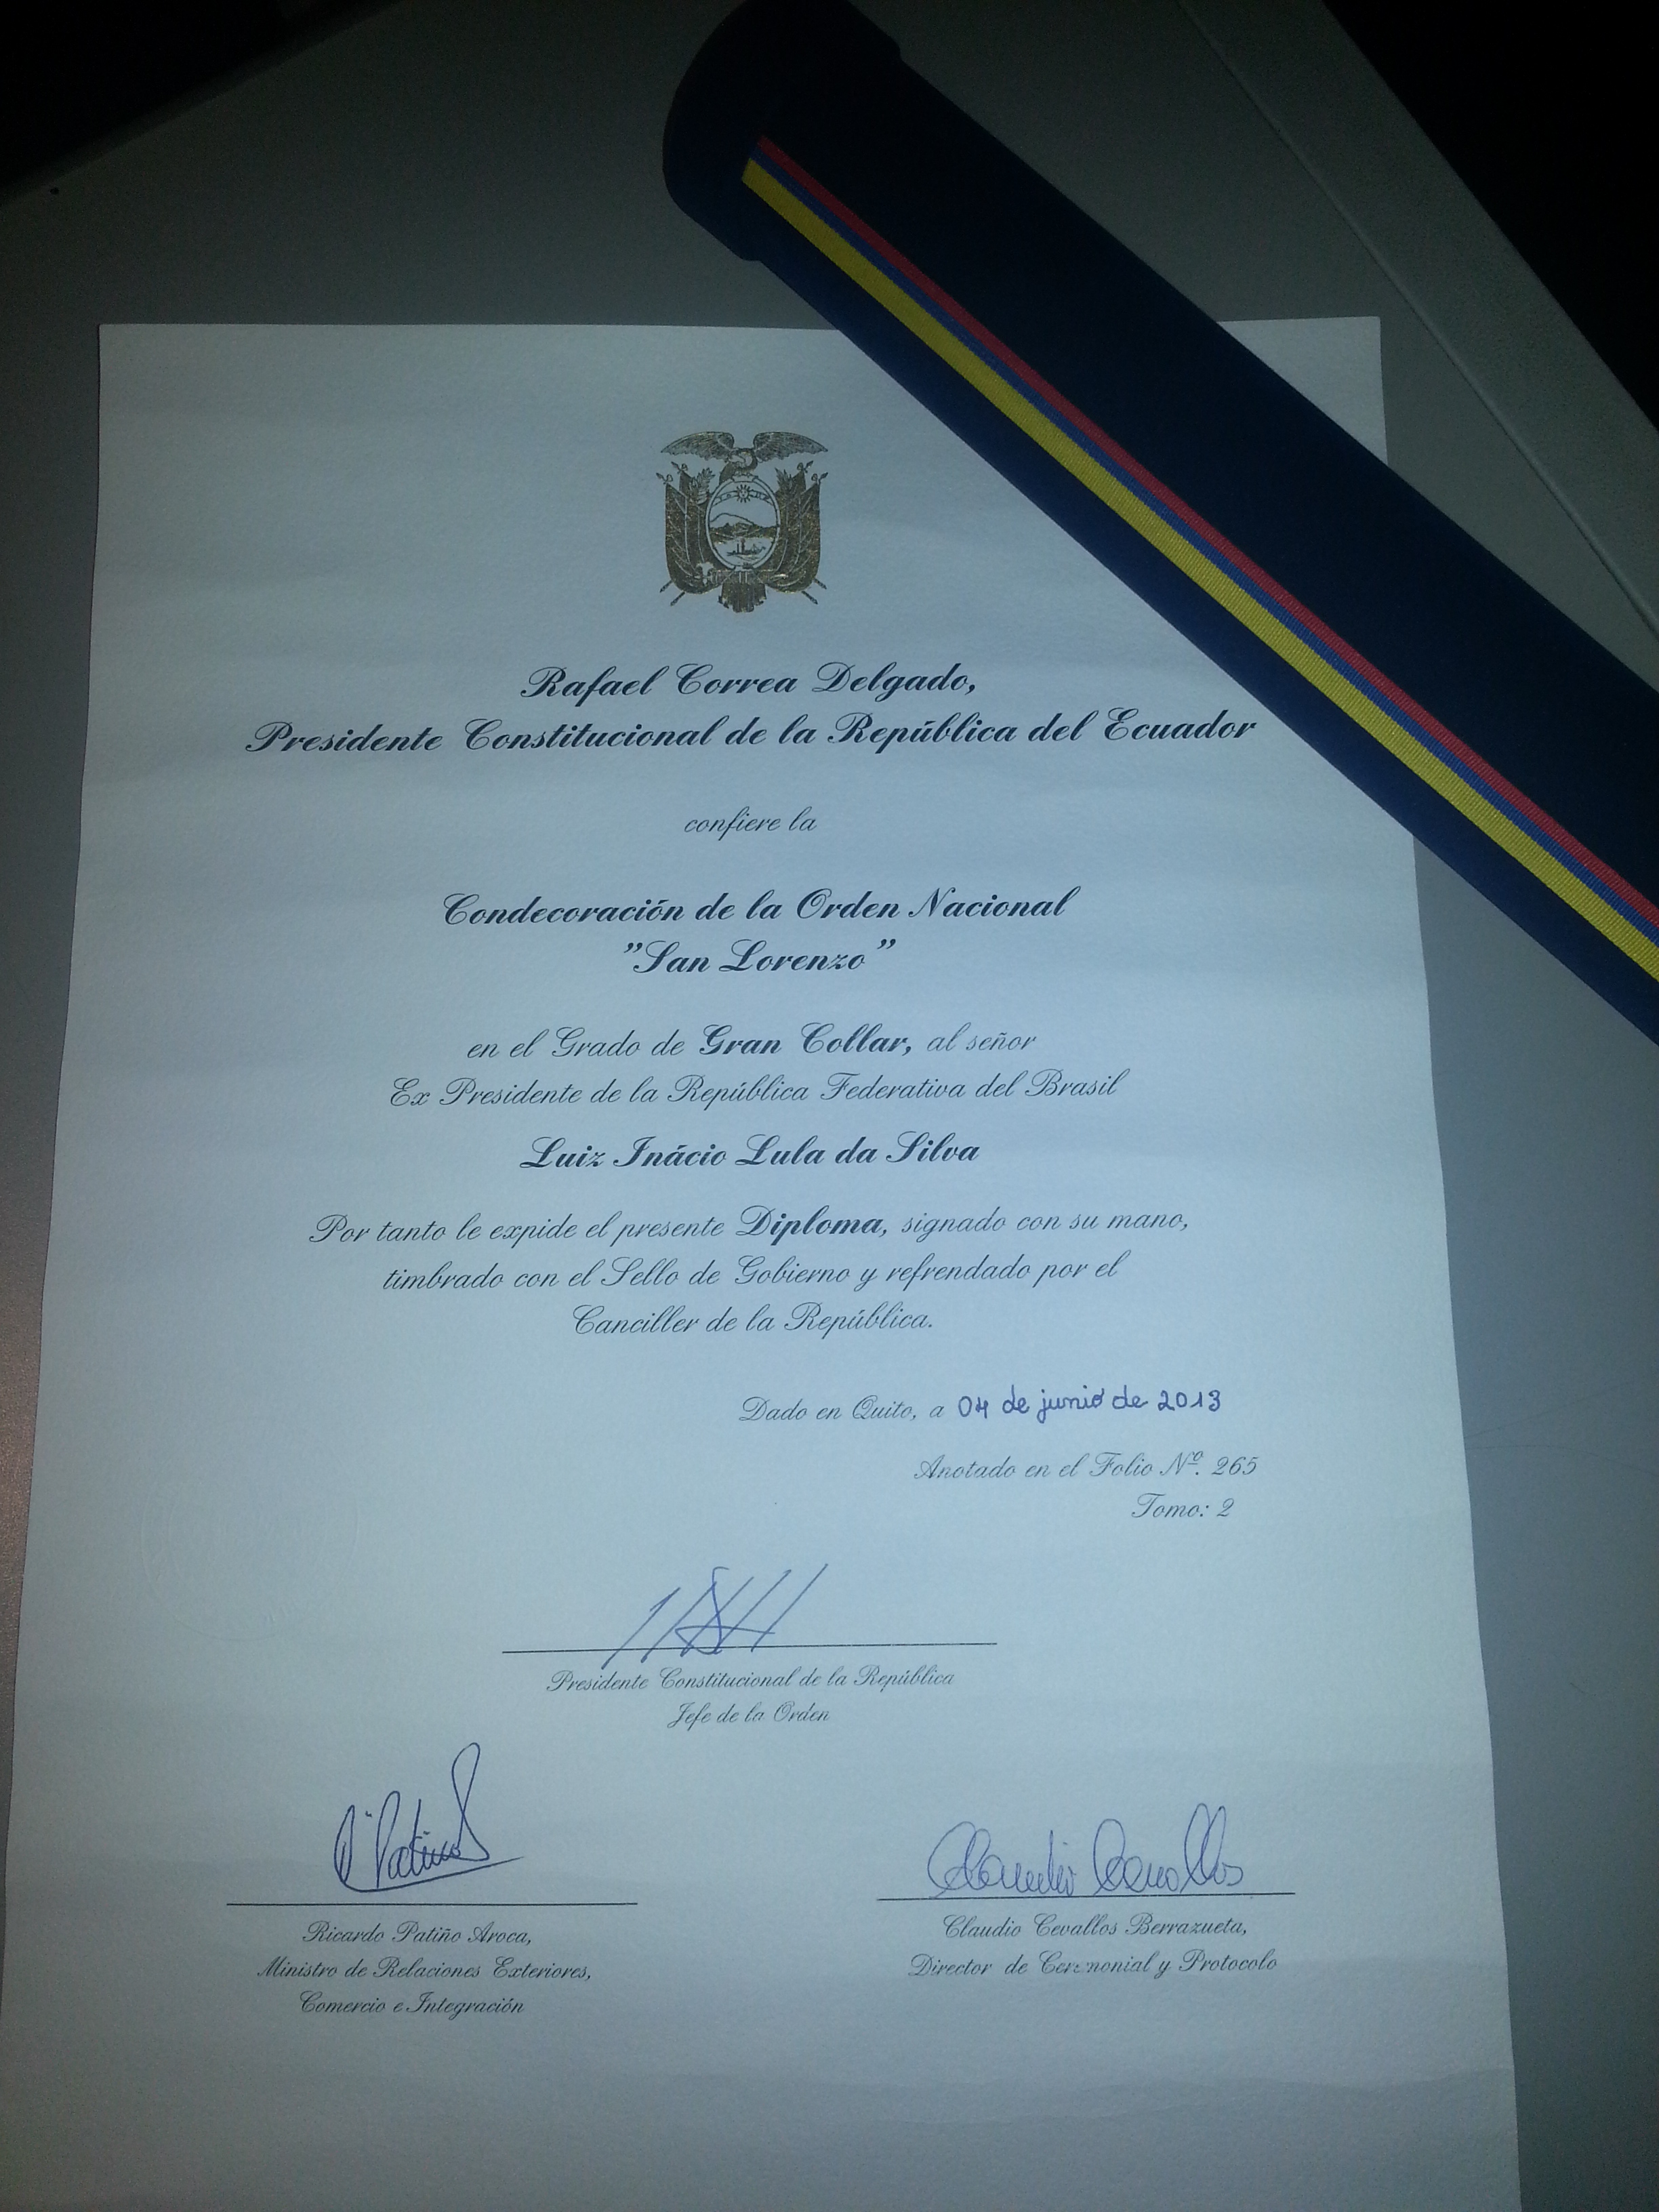 Rafael Correa Delgado,
Presidente Constitucional de la República del Ecuador
confiere la
Condecoración de la Orden Nacional
"San Lorenzo"
en el Grado de Gran Collar, al señor
Ex Presidente de la República Federativa del Brasil
Luiz Inácio Lula da Silva
Por tanto le expide el presente Diploma, signado con su mano,
timbrado con el Sello de Gobierno y refrendado por el
Canciller de la República.
Dado en Quito, a 04 de junio de 2013
Anotado en el Folio Nº. 265
Tomo: 2
Presidente Constitucional de la República
Jefe de la Orden
R Patiño
Claudio Cevallos
Ricardo Patiño Aroca,
Ministro de Relaciones Exteriores,
Comercio e Integración
Claudio Cevallos Berrazueta,
Director de Ceremonial y Protocolo